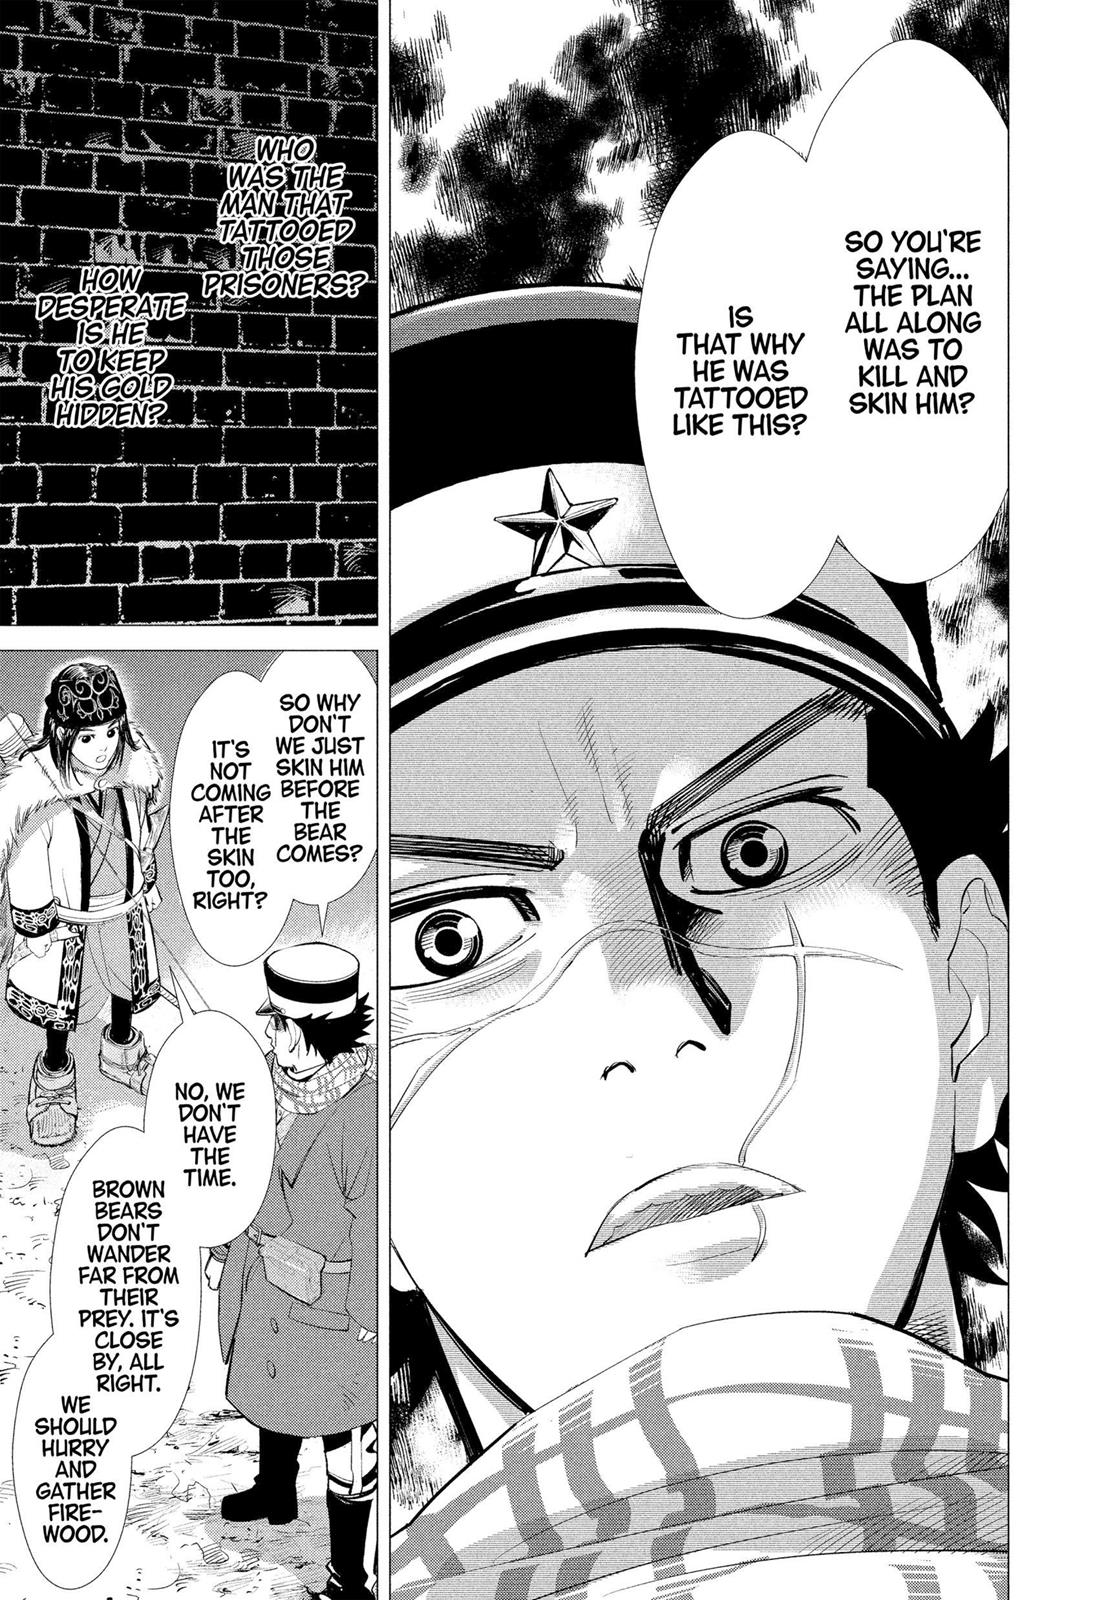 SO YOU'RE
SAYING...
THE PLAN
ALL ALONG
WAS TO
KILL AND
SKIN HIM?
IS
THAT WHY
HE WAS
TATTOOED
LIKE THIS?
WHO
WAS THE
MAN THAT
TATTOOED
THOSE
PRISONERS?
HOW
DESPERATE
IS HE
TO KEEP
HIS GOLD
HIDDEN?
SO WHY
DON'T
WE JUST
SKIN HIM
BEFORE
THE
BEAR
COMES?
IT'S
NOT
COMING
AFTER
THE
SKIN
TOO,
RIGHT?
NO, WE
DON'T
HAVE
THE
TIME.
BROWN
BEARS
DON'T
WANDER
FAR FROM
THEIR
PREY. IT'S
CLOSE
BY, ALL
RIGHT.
WE
SHOULD
HURRY
AND
GATHER
FIRE-
WOOD.